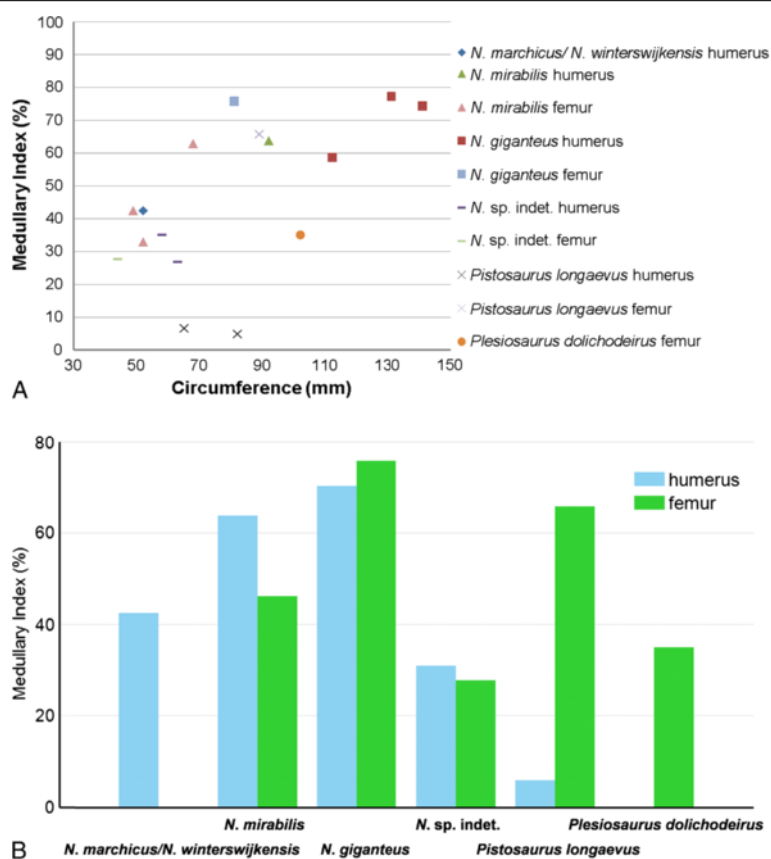 100
90
80
70
60
50
40
30
20
10
0
Medullary Index (%)
30 50 70 90 110 130 150
Circumference (mm)
A
N. marchicus/ N. winterswijkensis humerus
N. mirabilis humerus
N. mirabilis femur
N. giganteus humerus
N. giganteus femur
N. sp. indet. humerus
N. sp. indet. femur
Pistosaurus longaevus humerus
Pistosaurus longaevus femur
Plesiosaurus dolichodeirus femur
80
60
40
20
0
Medullary Index (%)
humerus
femur
N. mirabilis N. sp. indet. Plesiosaurus dolichodeirus
N. marchicus/N. winterswijkensis N. giganteus Pistosaurus longaevus
B